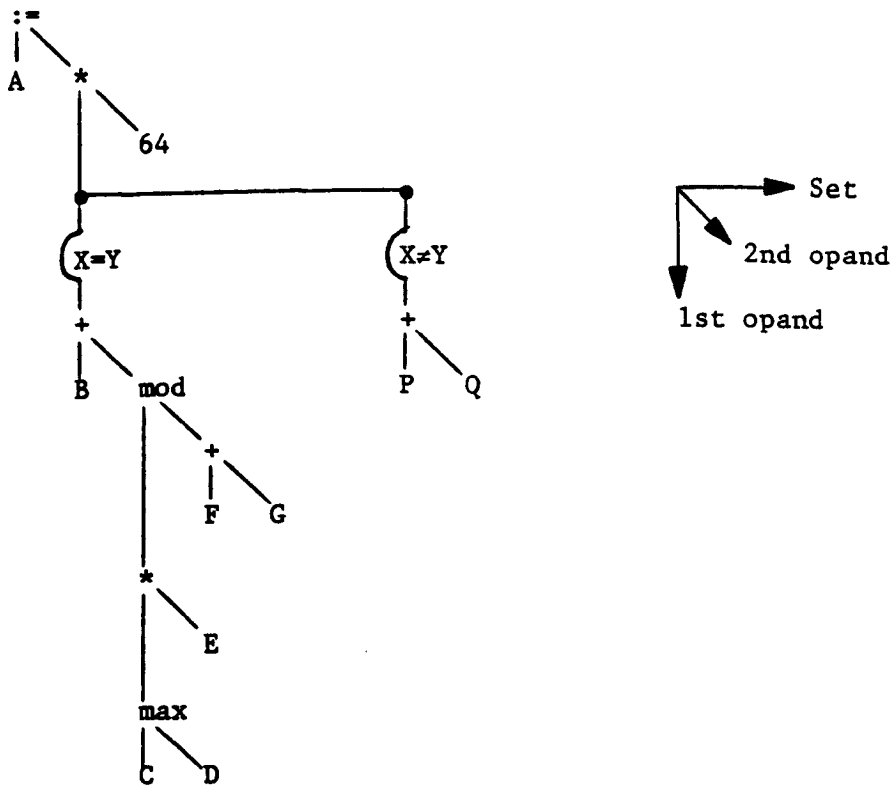 :=
A *
64
Set
X=Y X≠Y
2nd opand
1st opand
+ +
B mod P Q
+
F G
*
E
max
C D